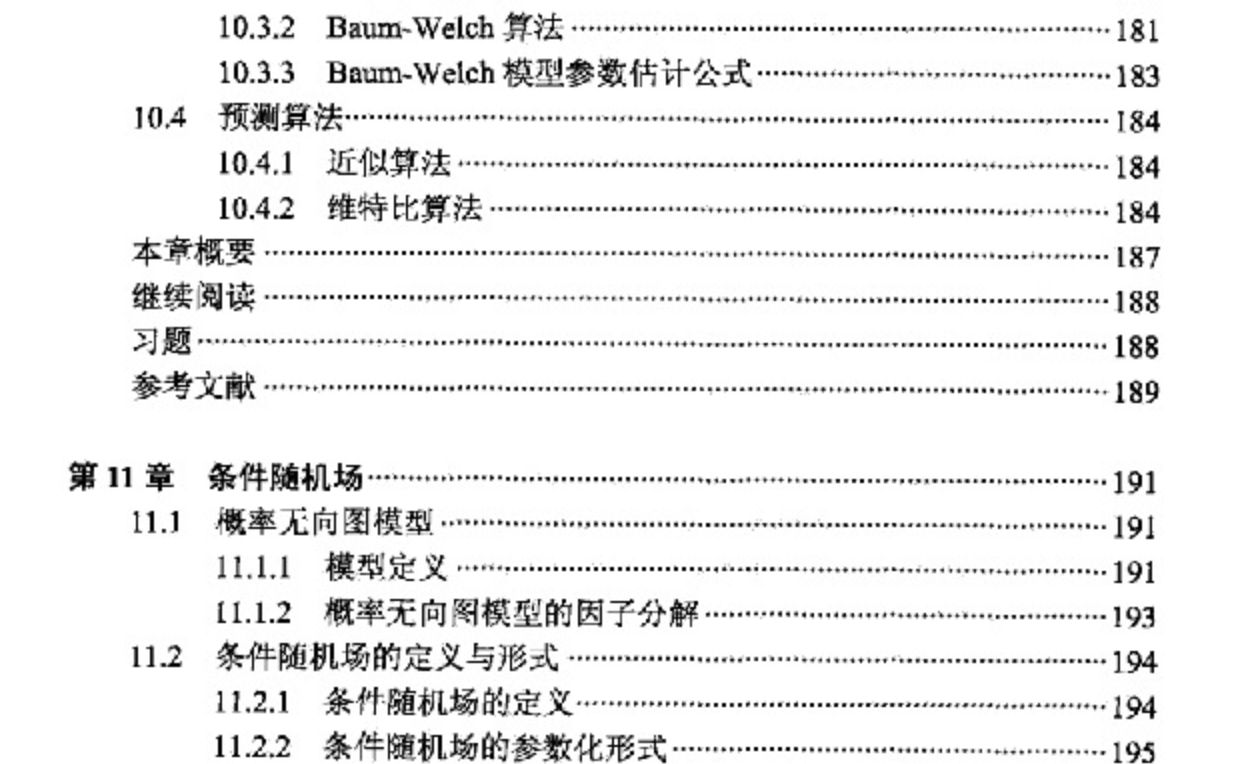 10.3.2 Baum-Welch 算法 181
10.3.3 Baum-Welch 模型参数估计公式 183
10.4 预测算法 184
10.4.1 近似算法 184
10.4.2 维特比算法 184
本章概要 187
继续阅读 188
习题 188
参考文献 189
第 11 章 条件随机场 191
11.1 概率无向图模型 191
11.1.1 模型定义 191
11.1.2 概率无向图模型的因子分解 193
11.2 条件随机场的定义与形式 194
11.2.1 条件随机场的定义 194
11.2.2 条件随机场的参数化形式 195